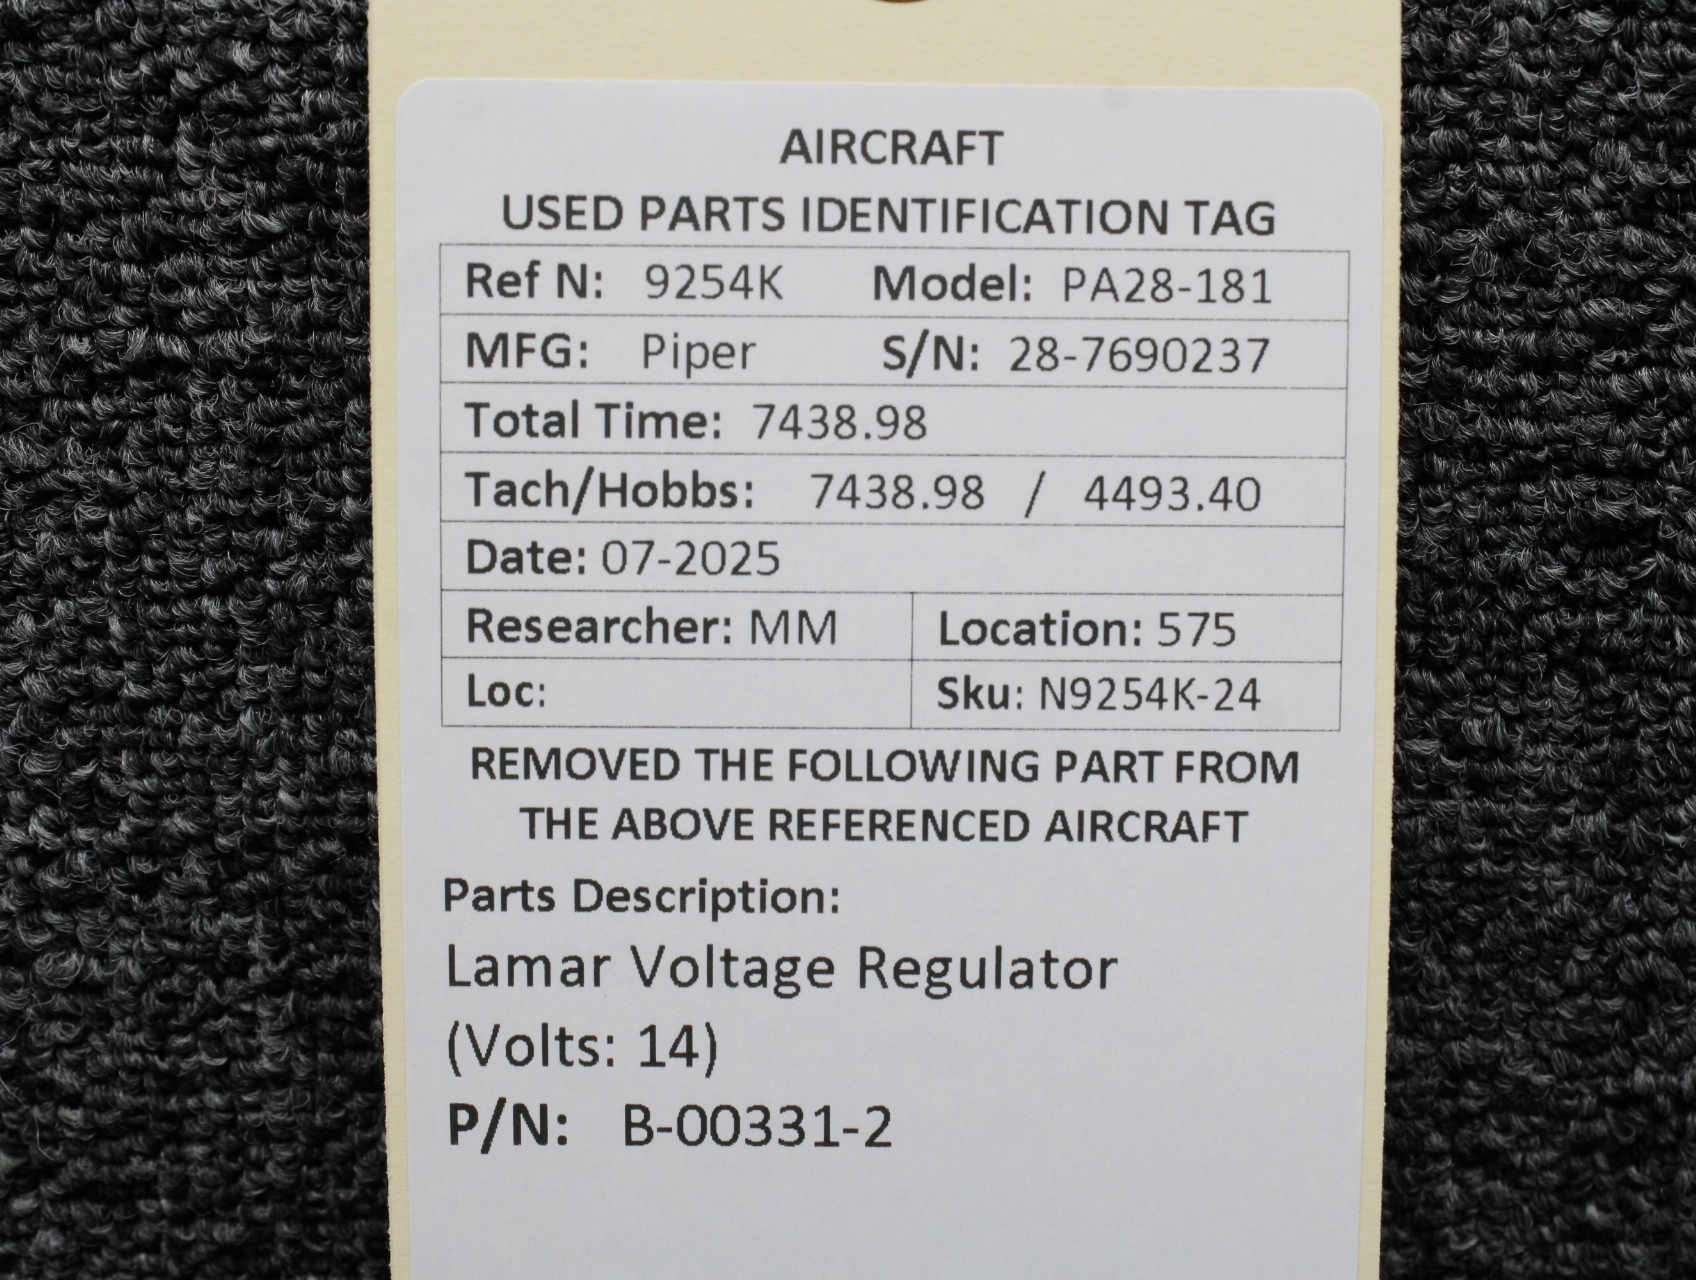 AIRCRAFT
USED PARTS IDENTIFICATION TAG
Ref N: 9254K Model: PA28-181
MFG: Piper S/N: 28-7690237
Total Time: 7438.98
Tach/Hobbs: 7438.98 / 4493.40
Date: 07-2025
Researcher: MM Location: 575
Loc: Sku: N9254K-24
REMOVED THE FOLLOWING PART FROM
THE ABOVE REFERENCED AIRCRAFT
Parts Description:
Lamar Voltage Regulator
(Volts: 14)
P/N: B-00331-2